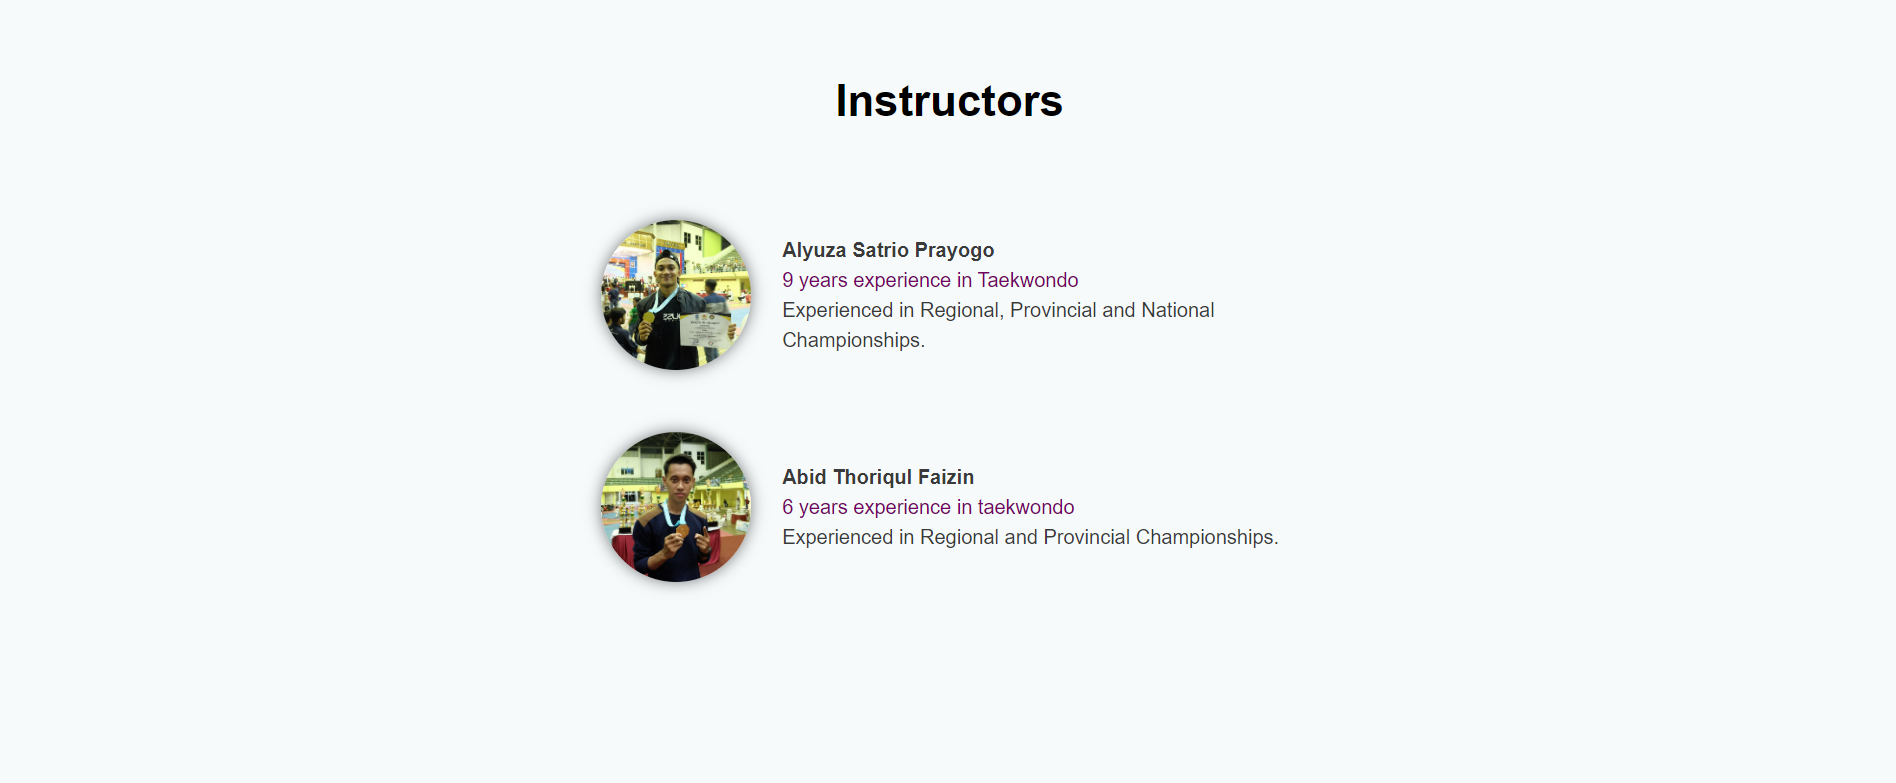 Instructors
Alyuza Satrio Prayogo
9 years experience in Taekwondo
Experienced in Regional, Provincial and National
Championships.
Abid Thoriqul Faizin
6 years experience in taekwondo
Experienced in Regional and Provincial Championships.